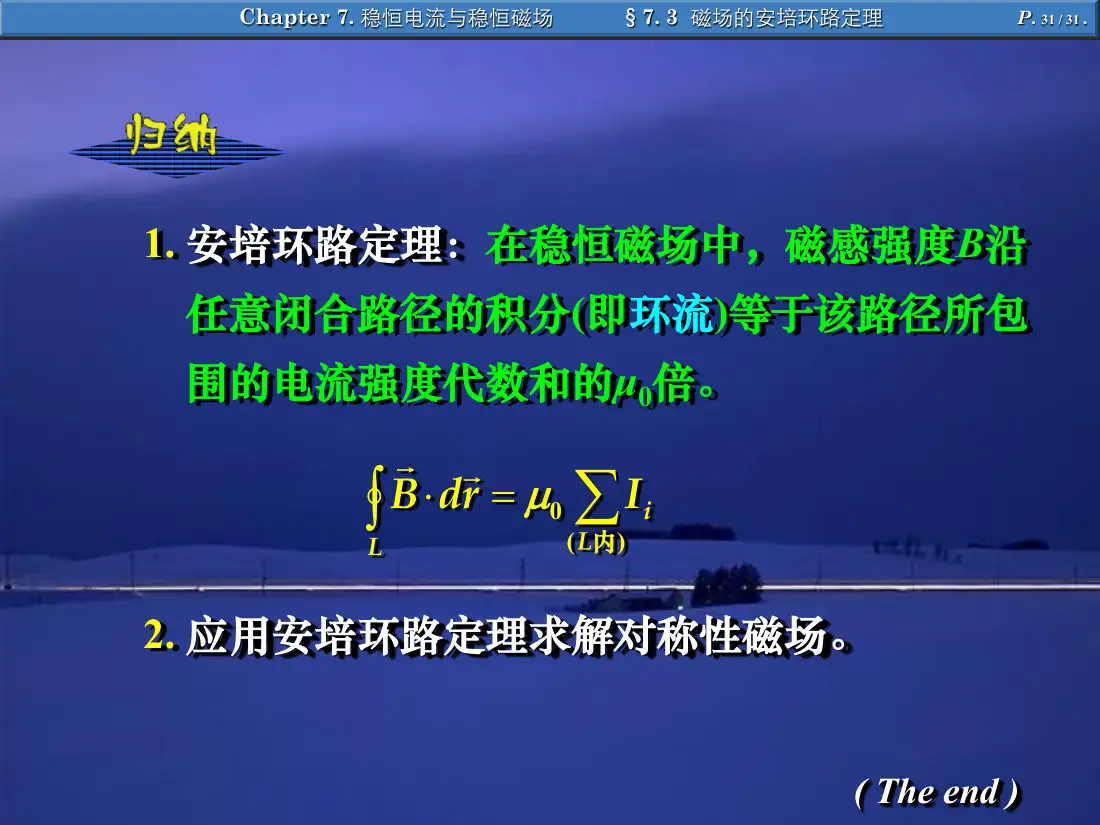 Chapter 7. 稳恒电流与稳恒磁场 § 7. 3 磁场的安培环路定理 P. 31 / 31 .
归纳
1. 安培环路定理：在稳恒磁场中，磁感强度B沿
任意闭合路径的积分(即环流)等于该路径所包
围的电流强度代数和的μ₀倍。
∮_L B⃗ · dr⃗ = μ₀ ∑_(L内) I_i
2. 应用安培环路定理求解对称性磁场。
( The end )